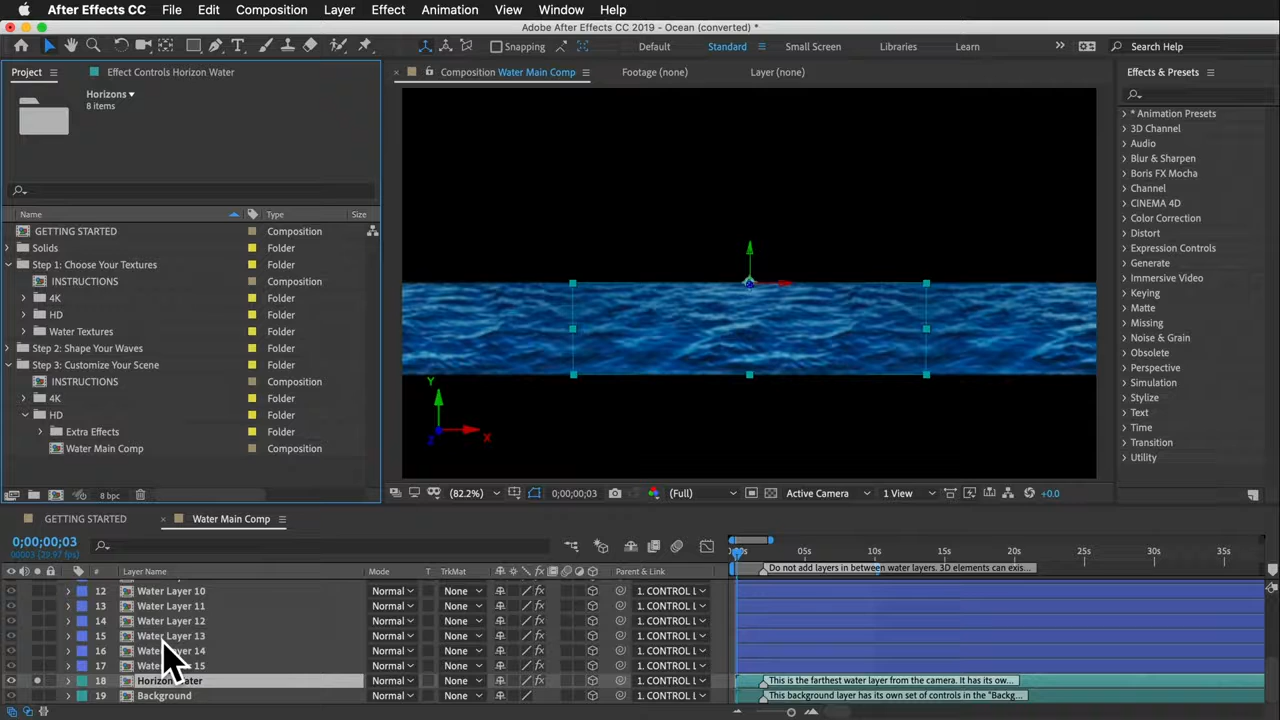 After Effects CC File Edit Composition Layer Effect Animation View Window Help
Adobe After Effects CC 2019 - Ocean (converted) *
Snapping Default Standard Small Screen Libraries Learn Search Help
Project Effect Controls Horizon Water Composition Water Main Comp Footage (none) Layer (none) Effects & Presets
Horizons
8 items
Name Type Size
GETTING STARTED Composition
Solids Folder
Step 1: Choose Your Textures Folder
INSTRUCTIONS Composition
4K Folder
HD Folder
Water Textures Folder
Step 2: Shape Your Waves Folder
Step 3: Customize Your Scene Folder
INSTRUCTIONS Composition
4K Folder
HD Folder
Extra Effects Folder
Water Main Comp Composition
8 bpc
Y
Z
X
(82.2%) 0;00;00;03 (Full) Active Camera 1 View +0.0
* Animation Presets
3D Channel
Audio
Blur & Sharpen
Boris FX Mocha
Channel
CINEMA 4D
Color Correction
Distort
Expression Controls
Generate
Immersive Video
Keying
Matte
Missing
Noise & Grain
Obsolete
Perspective
Simulation
Stylize
Text
Time
Transition
Utility
GETTING STARTED Water Main Comp
0;00;00;03
00003 (29.97 fps)
05s 10s 15s 20s 25s 30s 35s
# Layer Name Mode T TrkMat Parent & Link
Do not add layers in between water layers. 3D elements can exis...
12 Water Layer 10 Normal None 1. CONTROL L
13 Water Layer 11 Normal None 1. CONTROL L
14 Water Layer 12 Normal None 1. CONTROL L
15 Water Layer 13 Normal None 1. CONTROL L
16 Water Layer 14 Normal None 1. CONTROL L
17 Wate 15 Normal None 1. CONTROL L
18 Horizon Water Normal None 1. CONTROL L This is the farthest water layer from the camera. It has its ow...
19 Background Normal None 1. CONTROL L This background layer has its own set of controls in the "Backg...